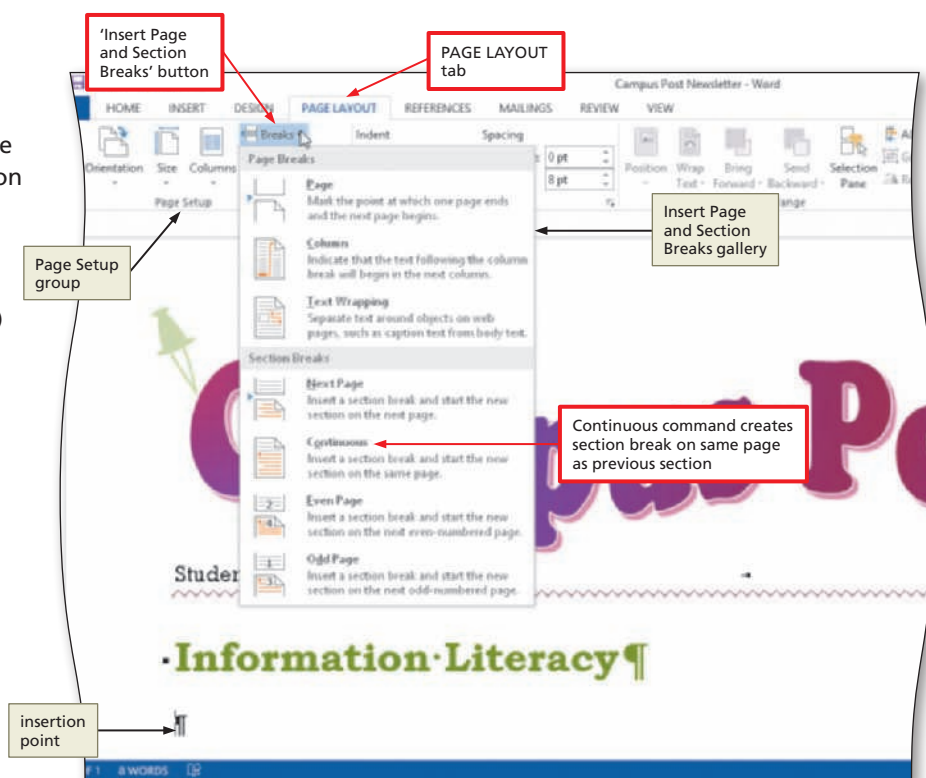 'Insert Page
and Section
Breaks' button
PAGE LAYOUT
tab
Campus Post Newsletter - Word
HOME INSERT DESIGN PAGE LAYOUT REFERENCES MAILINGS REVIEW VIEW
e
on
)
Breaks Indent Spacing
Orientation Size Columns
0 pt
8 pt
Position Wrap Text Bring Forward Send Backward Selection Pane
Page Setup
ange
Page Setup
group
Insert Page
and Section
Breaks gallery
Page Breaks
Page
Mark the point at which one page ends
and the next page begins.
Column
Indicate that the text following the column
break will begin in the next column.
Text Wrapping
Separate text around objects on web
pages, such as caption text from body text.
Section Breaks
Next Page
Insert a section break and start the new
section on the next page.
Continuous
Insert a section break and start the new
section on the same page.
Even Page
Insert a section break and start the new
section on the next even-numbered page.
Odd Page
Insert a section break and start the new
section on the next odd-numbered page.
Continuous command creates
section break on same page
as previous section
C pus Po
Studen
Information·Literacy¶
insertion
point
¶
F 1 8 WORDS